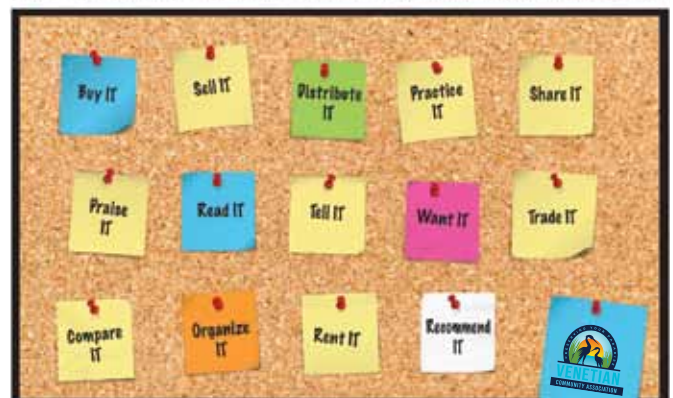 Buy IT
Sell IT
Distribute
IT
Practice
IT
Share IT
Praise
IT
Read IT
Tell IT
Want IT
Trade IT
Compare
IT
Organize
IT
Rent IT
Recommend
IT
VENETIAN
COMMUNITY ASSOCIATION